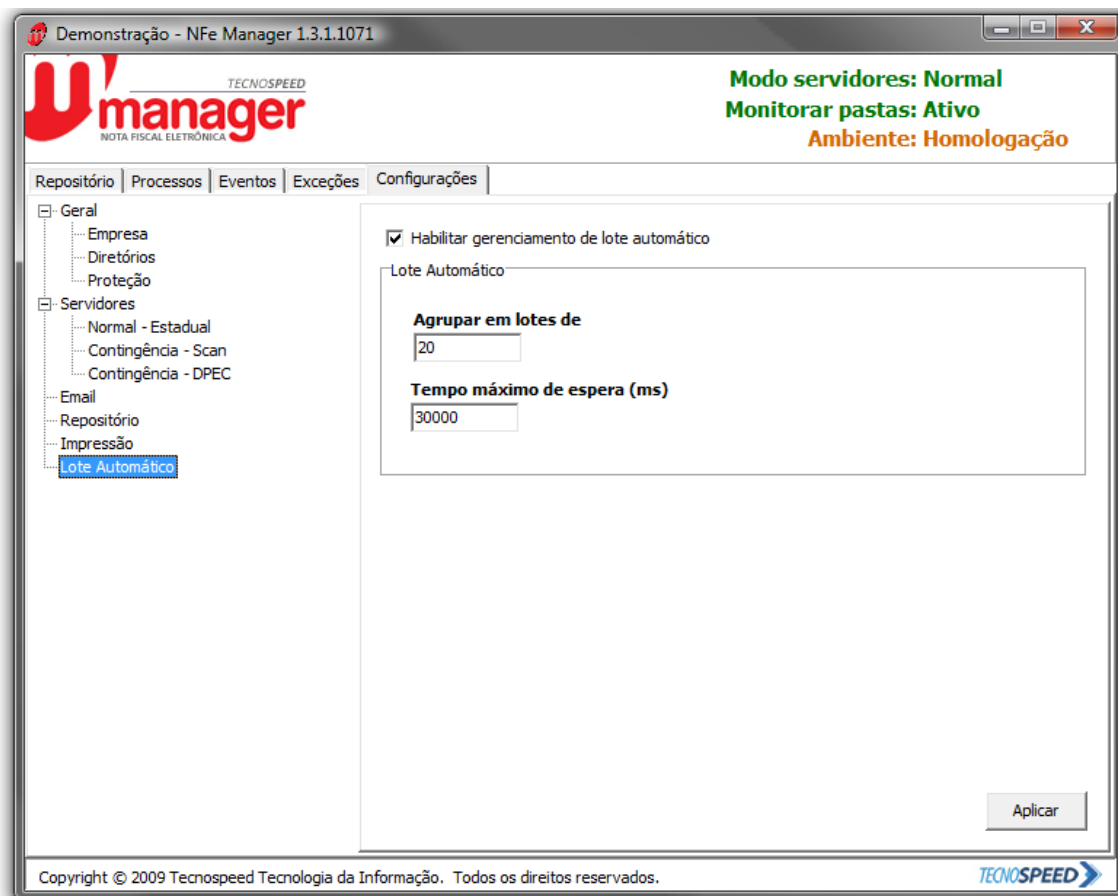 Demonstração - NFe Manager 1.3.1.1071
TECNOSPEED
manager
NOTA FISCAL ELETRÔNICA
Modo servidores: Normal
Monitorar pastas: Ativo
Ambiente: Homologação
Repositório Processos Eventos Exceções Configurações
Geral
Empresa
Diretórios
Proteção
Servidores
Normal - Estadual
Contingência - Scan
Contingência - DPEC
Email
Repositório
Impressão
Lote Automático
Habilitar gerenciamento de lote automático
Lote Automático
Agrupar em lotes de
20
Tempo máximo de espera (ms)
30000
Aplicar
Copyright © 2009 Tecnospeed Tecnologia da Informação. Todos os direitos reservados.
TECNOSPEED